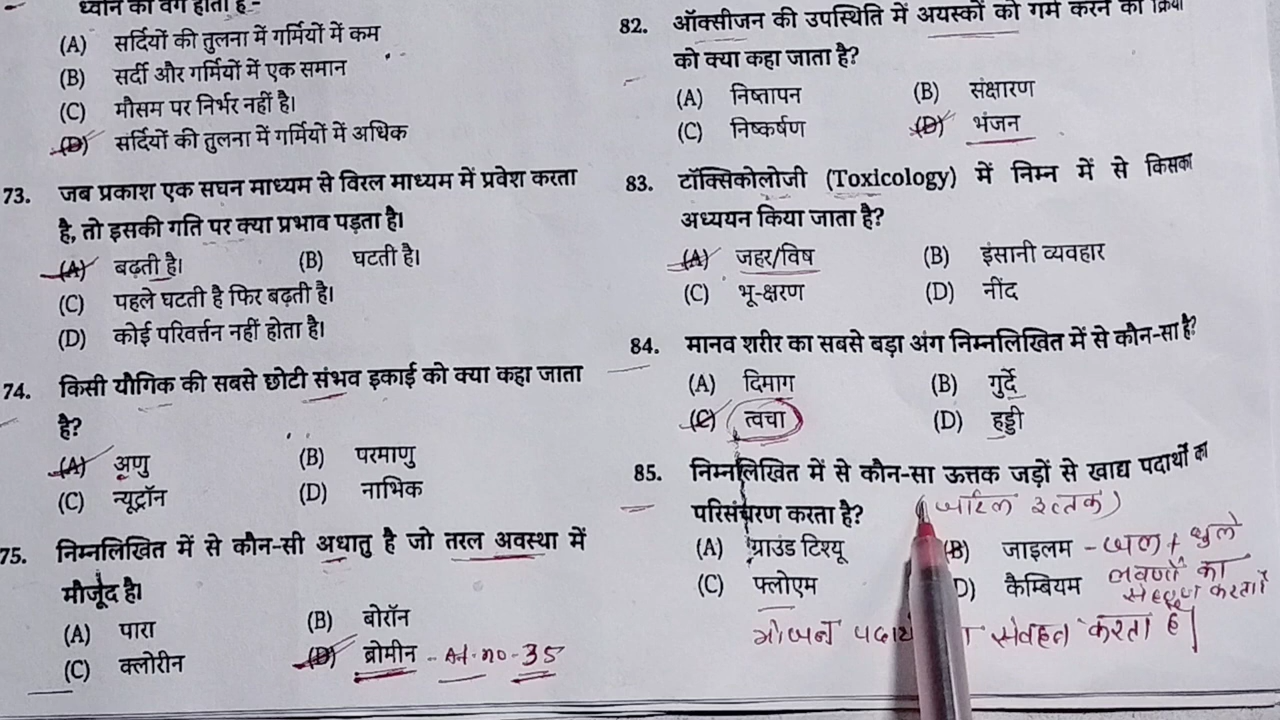 ध्वनि का वेग होता है -
(A) सर्दियों की तुलना में गर्मियों में कम
(B) सर्दी और गर्मियों में एक समान
(C) मौसम पर निर्भर नहीं है।
(D) सर्दियों की तुलना में गर्मियों में अधिक
73. जब प्रकाश एक सघन माध्यम से विरल माध्यम में प्रवेश करता
है, तो इसकी गति पर क्या प्रभाव पड़ता है।
(A) बढ़ती है। (B) घटती है।
(C) पहले घटती है फिर बढ़ती है।
(D) कोई परिवर्त्तन नहीं होता है।
74. किसी यौगिक की सबसे छोटी संभव इकाई को क्या कहा जाता
है?
(A) अणु (B) परमाणु
(C) न्यूट्रॉन (D) नाभिक
75. निम्नलिखित में से कौन-सी अधातु है जो तरल अवस्था में
मौजूद है।
(A) पारा (B) बोरॉन
(C) क्लोरीन (D) ब्रोमीन - At.no-35
82. ऑक्सीजन की उपस्थिति में अयस्कों को गर्म करने की क्रिया
को क्या कहा जाता है?
(A) निष्तापन (B) संक्षारण
(C) निष्कर्षण (D) भंजन
83. टॉक्सिकोलोजी (Toxicology) में निम्न में से किसका
अध्ययन किया जाता है?
(A) जहर/विष (B) इंसानी व्यवहार
(C) भू-क्षरण (D) नींद
84. मानव शरीर का सबसे बड़ा अंग निम्नलिखित में से कौन-सा है?
(A) दिमाग (B) गुर्दे
(C) त्वचा (D) हड्डी
85. निम्नलिखित में से कौन-सा ऊत्तक जड़ों से खाद्य पदार्थों का
परिसंचरण करता है?
(A) ग्राउंड टिश्यू (B) जाइलम - जल + घुले
लवणों का
(C) फ्लोएम (D) कैम्बियम
करता है
भोजन करता है।